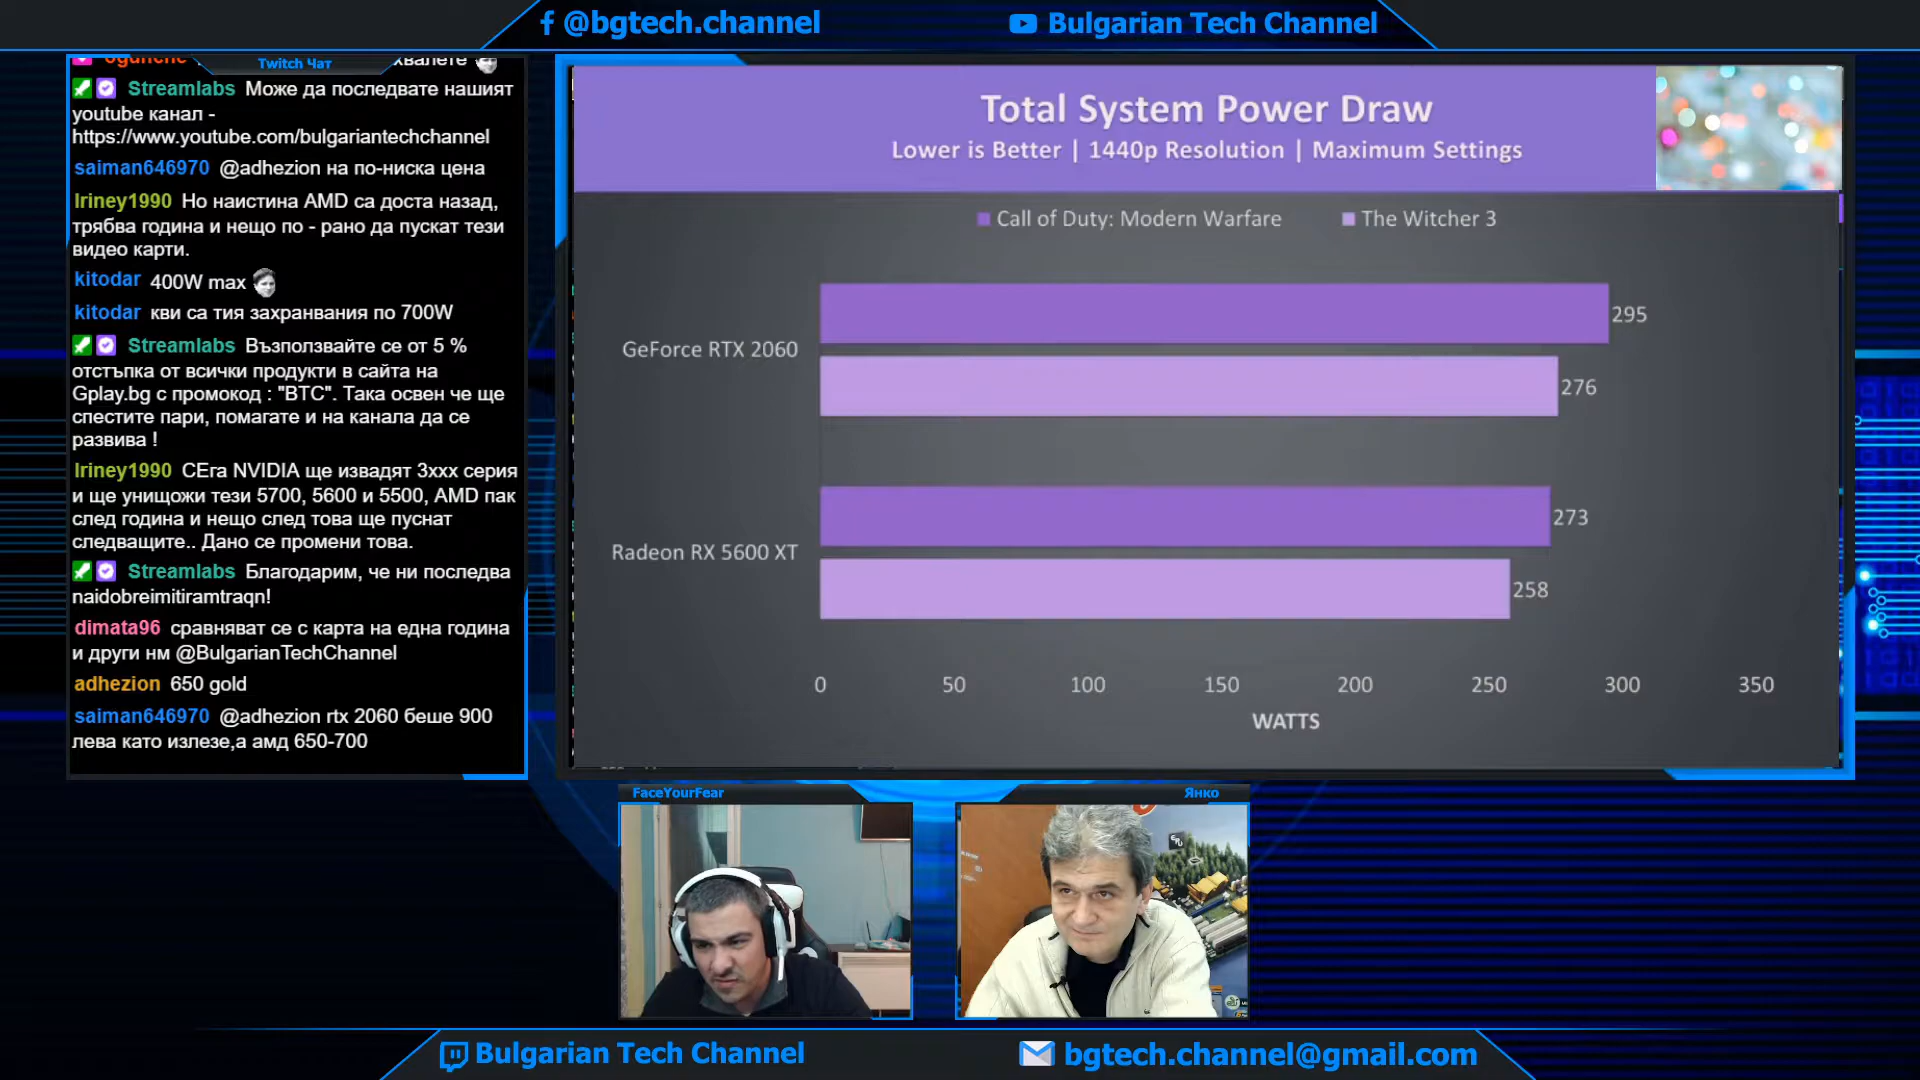 @bgtech.channel
Bulgarian Tech Channel
Twitch Чат
Streamlabs Може да последвате нашият
youtube канал -
https://www.youtube.com/bulgariantechchannel
saiman646970 @adhezion на по-ниска цена
Iriney1990 Но наистина AMD са доста назад,
трябва година и нещо по - рано да пускат тези
видео карти.
kitodar 400W max
kitodar кви са тия захранвания по 700W
Streamlabs Възползвайте се от 5 %
отстъпка от всички продукти в сайта на
Gplay.bg с промокод : "BTC". Така освен че ще
спестите пари, помагате и на канала да се
развива !
Iriney1990 СЕга NVIDIA ще извадят 3xxx серия
и ще унищожи тези 5700, 5600 и 5500, AMD пак
след година и нещо след това ще пуснат
следващите.. Дано се промени това.
Streamlabs Благодарим, че ни последва
naidobreimitiramtraqn!
dimata96 сравняват се с карта на една година
и други нм @BulgarianTechChannel
adhezion 650 gold
saiman646970 @adhezion rtx 2060 беше 900
лева като излезе,а амд 650-700
Total System Power Draw
Lower is Better | 1440p Resolution | Maximum Settings
Call of Duty: Modern Warfare
The Witcher 3
GeForce RTX 2060
295
276
Radeon RX 5600 XT
273
258
0 50 100 150 200 250 300 350
WATTS
FaceYourFear
Янко
Bulgarian Tech Channel
bgtech.channel@gmail.com